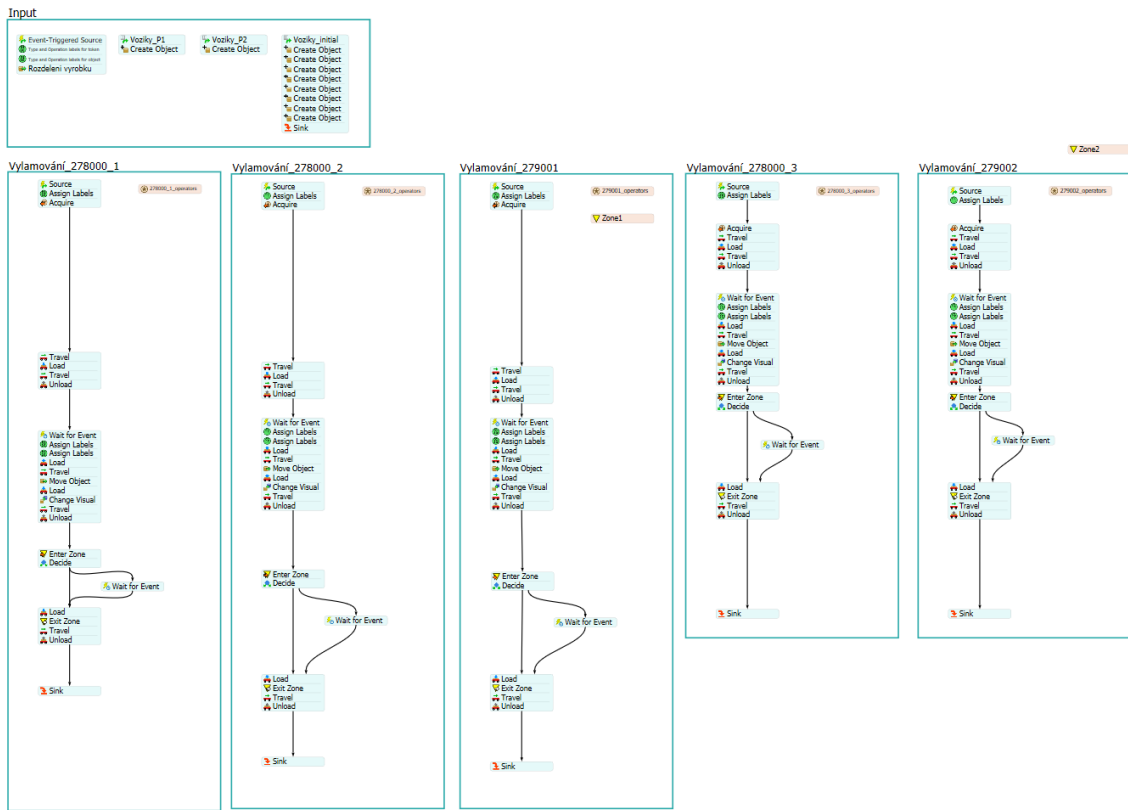 Input
Event-Triggered Source
Type and Operation labels for token
Type and Operation labels for object
Rozdeleni vyrobku
Voziky_P1
Create Object
Voziky_P2
Create Object
Voziky_initial
Create Object
Create Object
Create Object
Create Object
Create Object
Create Object
Create Object
Create Object
Sink
Zone2
Vylamování_278000_1
Source
Assign Labels
Acquire
278000_1_operators
Travel
Load
Travel
Unload
Wait for Event
Assign Labels
Assign Labels
Load
Travel
Move Object
Load
Change Visual
Travel
Unload
Enter Zone
Decide
Wait for Event
Load
Exit Zone
Travel
Unload
Sink
Vylamování_278000_2
Source
Assign Labels
Acquire
278000_2_operators
Travel
Load
Travel
Unload
Wait for Event
Assign Labels
Assign Labels
Load
Travel
Move Object
Load
Change Visual
Travel
Unload
Enter Zone
Decide
Wait for Event
Load
Exit Zone
Travel
Unload
Sink
Vylamování_279001
Source
Assign Labels
Acquire
279001_operators
Zone1
Travel
Load
Travel
Unload
Wait for Event
Assign Labels
Assign Labels
Load
Travel
Move Object
Load
Change Visual
Travel
Unload
Enter Zone
Decide
Wait for Event
Load
Exit Zone
Travel
Unload
Sink
Vylamování_278000_3
Source
Assign Labels
278000_3_operators
Acquire
Travel
Load
Travel
Unload
Wait for Event
Assign Labels
Assign Labels
Load
Travel
Move Object
Load
Change Visual
Travel
Unload
Enter Zone
Decide
Wait for Event
Load
Exit Zone
Travel
Unload
Sink
Vylamování_279002
Source
Assign Labels
279002_operators
Acquire
Travel
Load
Travel
Unload
Wait for Event
Assign Labels
Assign Labels
Load
Travel
Move Object
Load
Change Visual
Travel
Unload
Enter Zone
Decide
Wait for Event
Load
Exit Zone
Travel
Unload
Sink